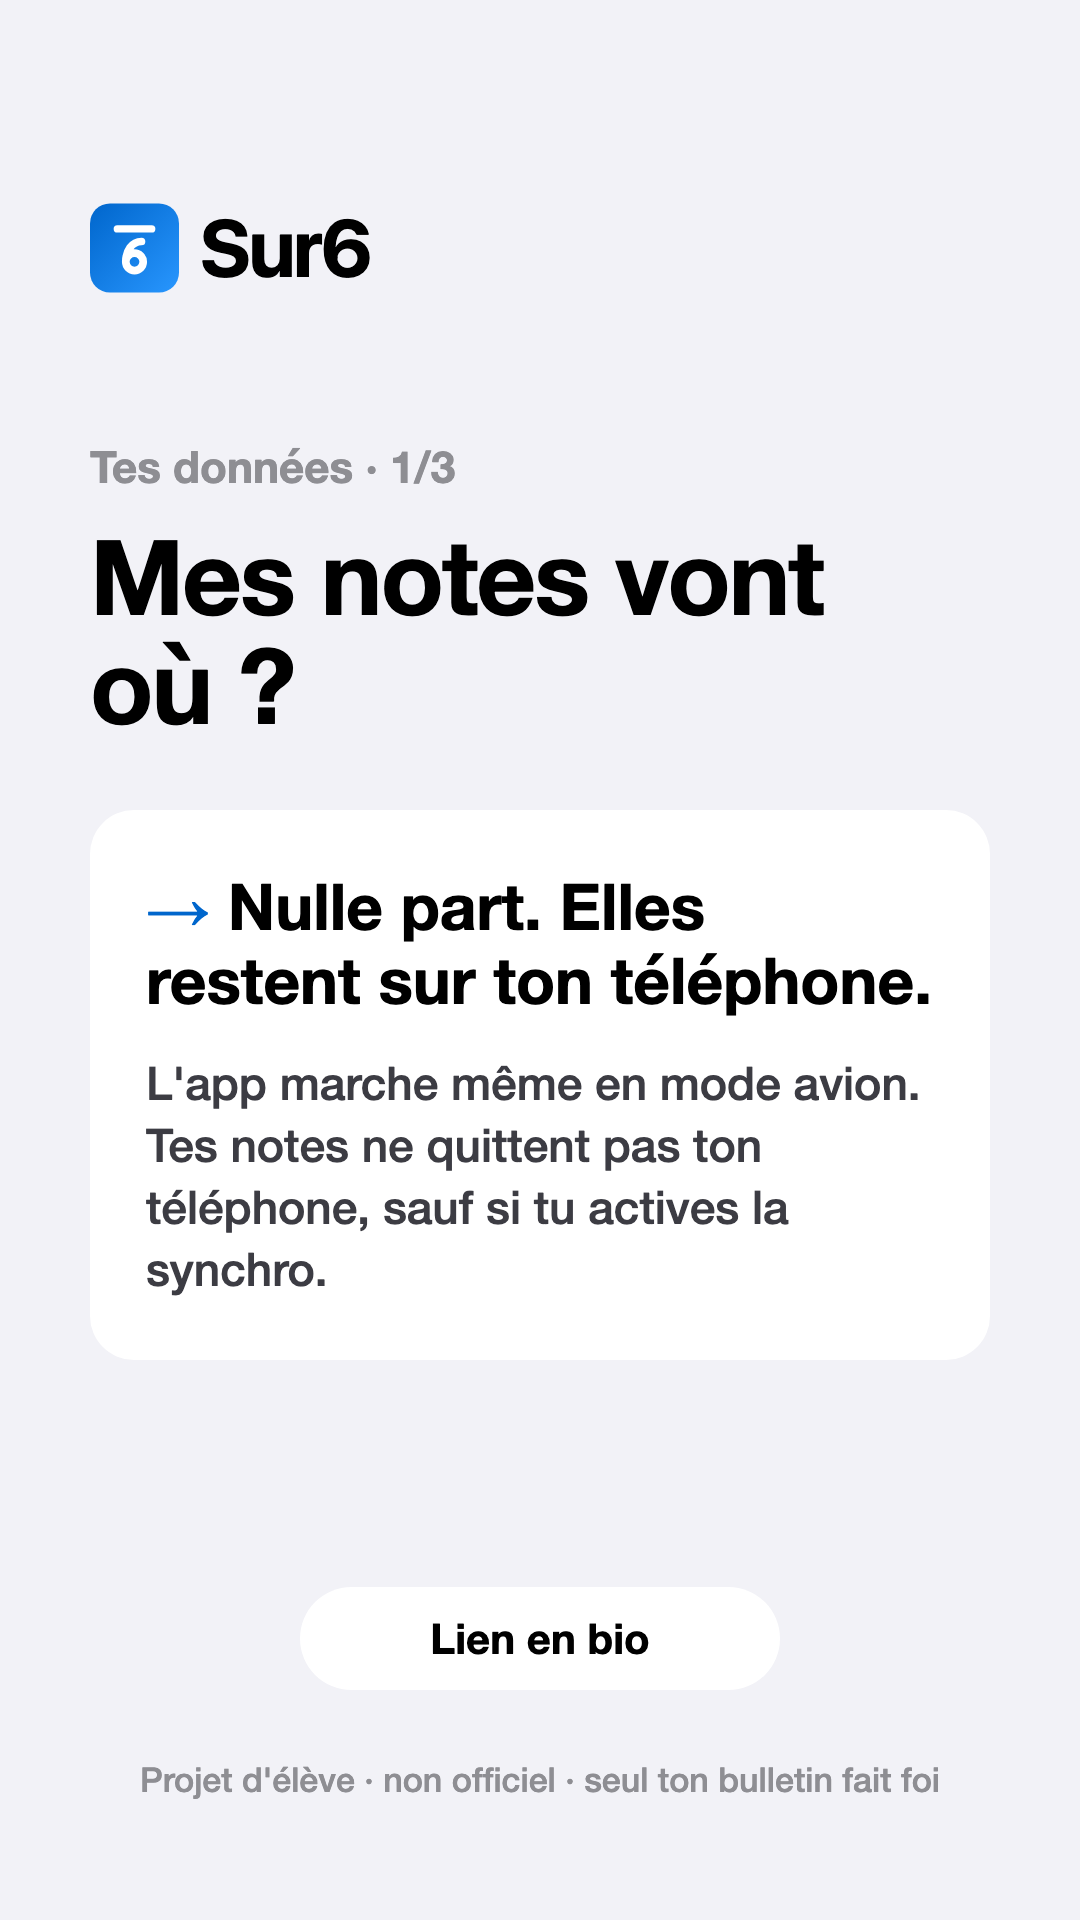 6
Sur6
Tes données · 1/3
Mes notes vont
où ?
→ Nulle part. Elles
restent sur ton téléphone.
L'app marche même en mode avion.
Tes notes ne quittent pas ton
téléphone, sauf si tu actives la
synchro.
Lien en bio
Projet d'élève · non officiel · seul ton bulletin fait foi